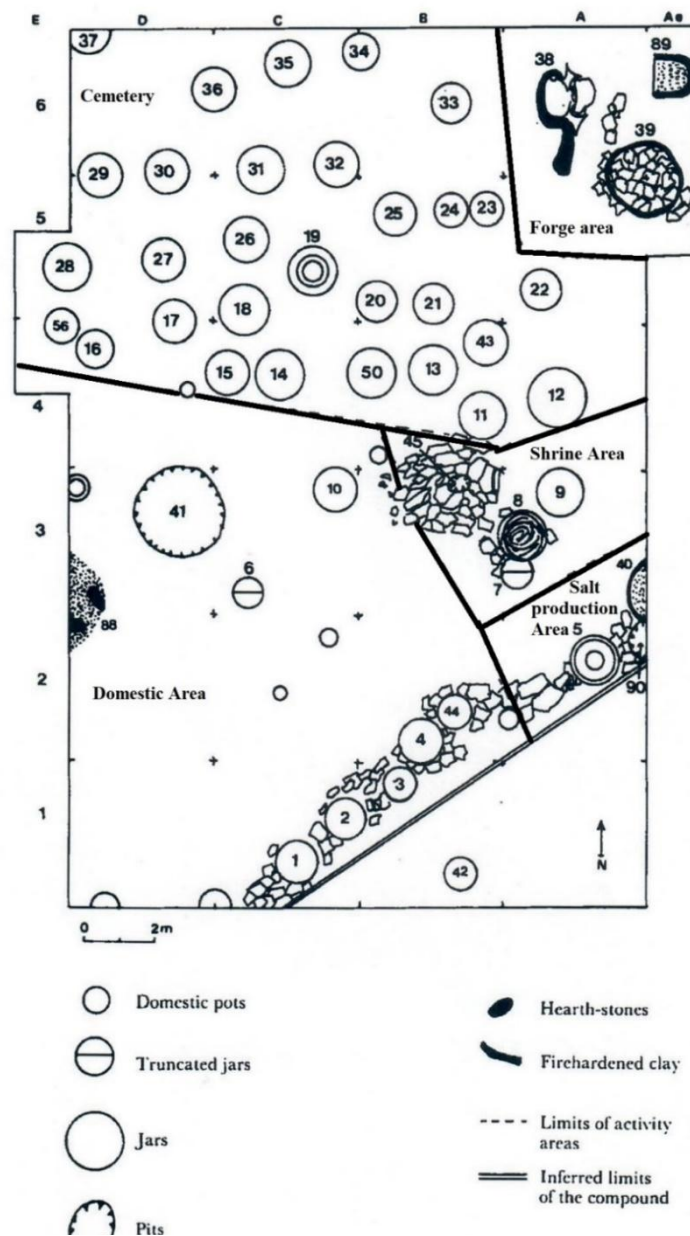 E D C B A Ae
37 34 38 89
35
36 6 33
Cemetery
29 30 31 32 39
25 24 23
5 26 19 Forge area
28 27
20 21 22
56 17 18
16 43
15 14 50 13
4 11 12
45 Shrine Area
41 10 8 9
3
6 7 40
Salt
production
Area 5
88
2 Domestic Area 44 90
4
3
1 2
1 42
N
0 2m
Domestic pots
Truncated jars
Jars
Pits
Hearth-stones
Firehardened clay
Limits of activity
areas
Inferred limits
of the compound